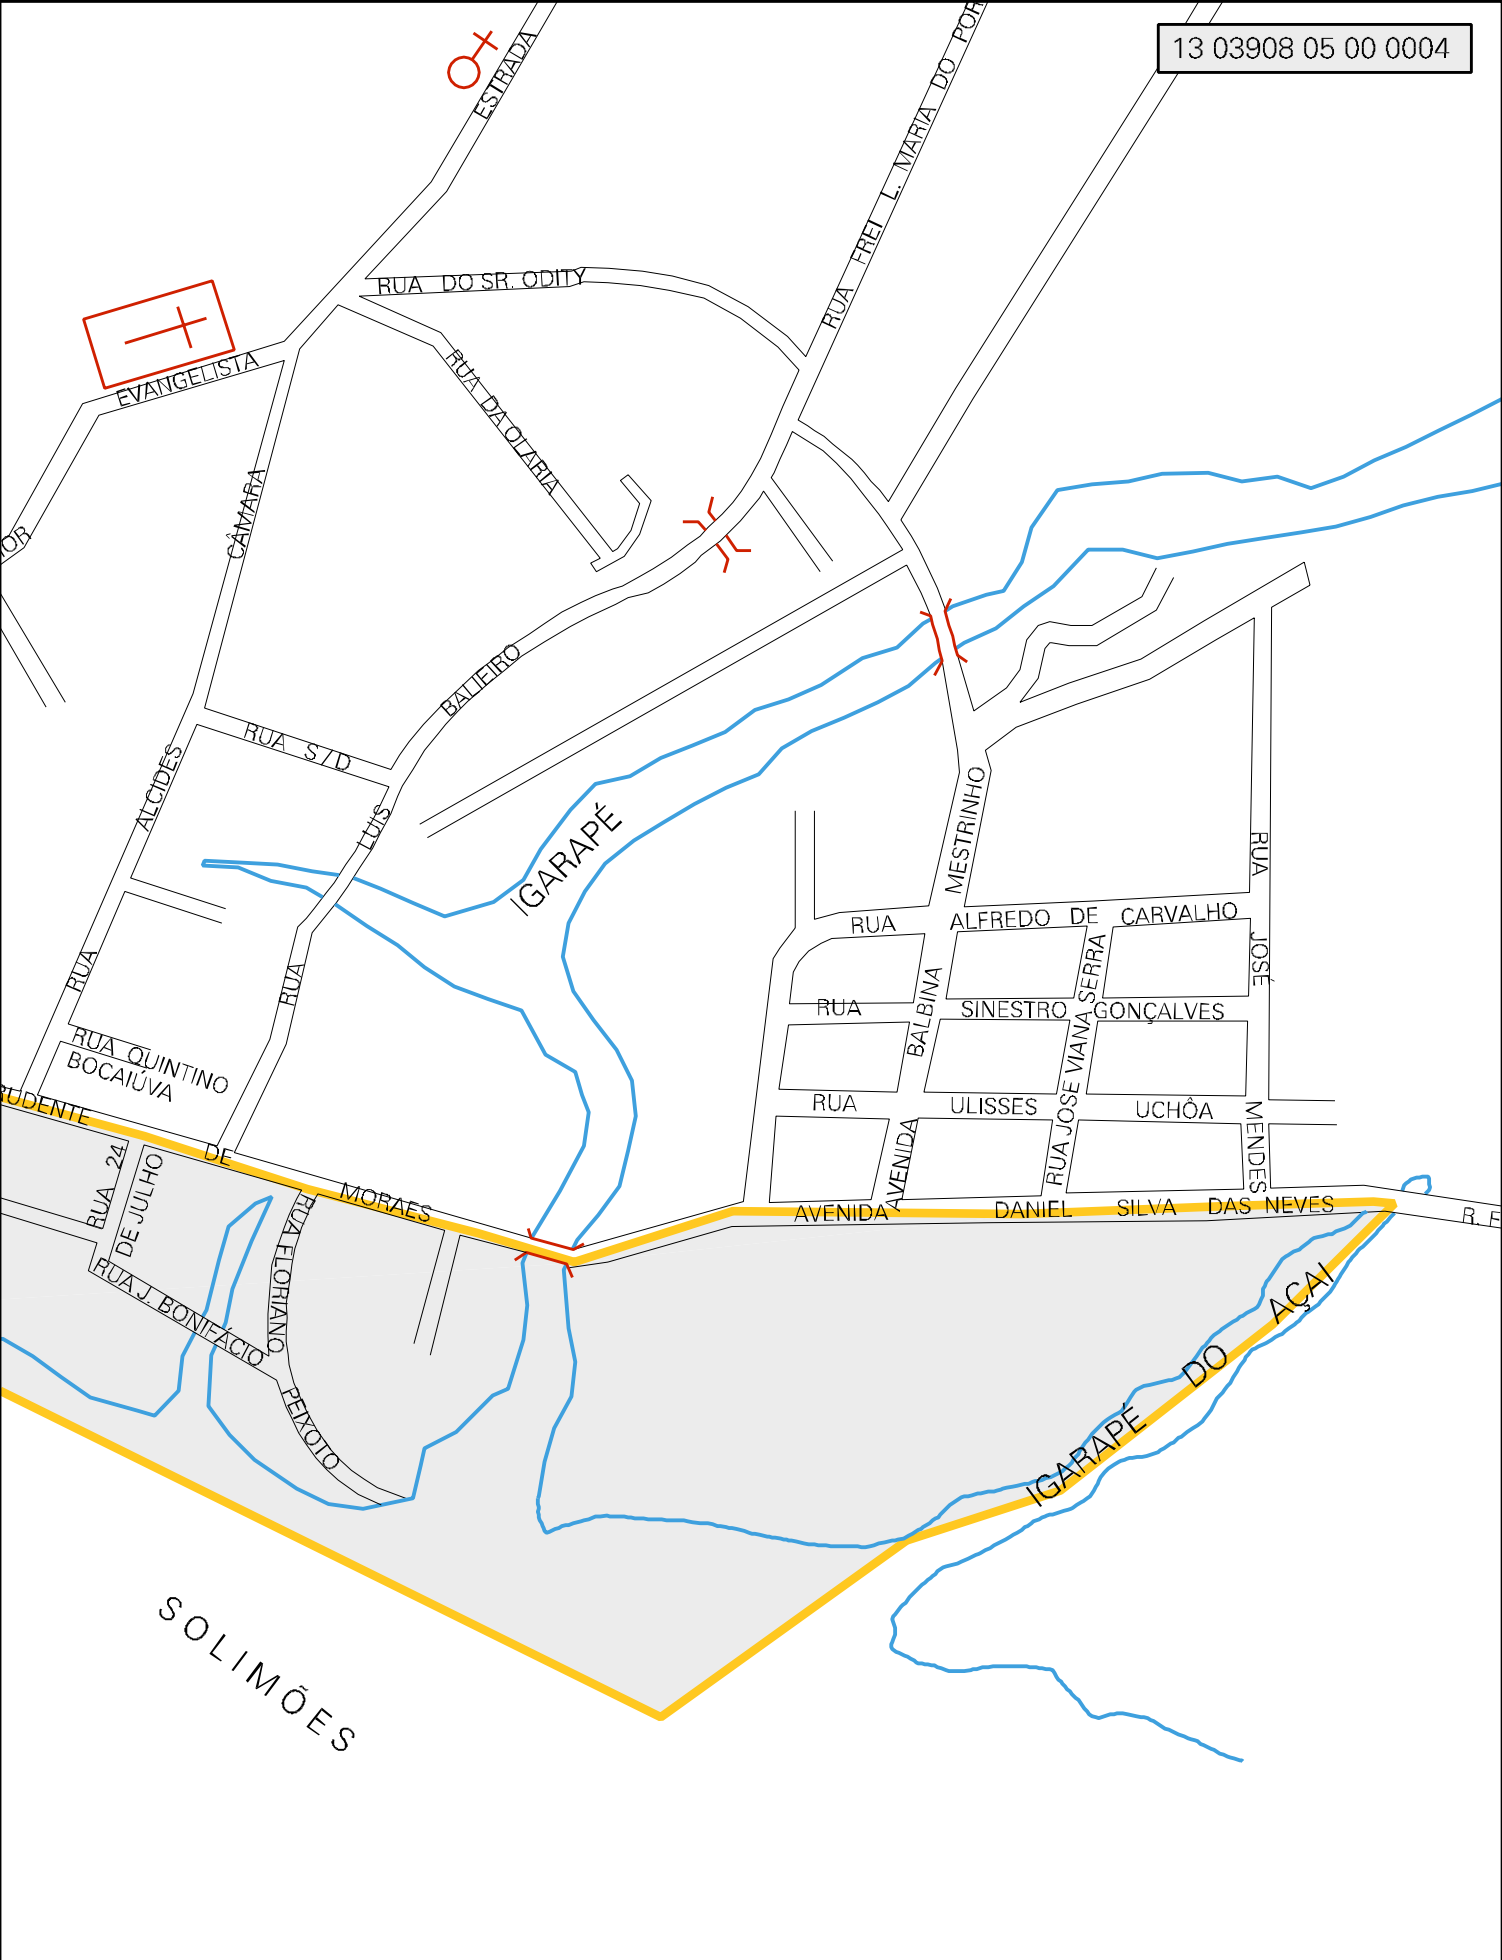 13 03908 05 00 0004
ESTRADA
RUA FREI L. MARIA DO POR
RUA DO SR. ODITY
EVANGELISTA
RUA DA OLARIA
OR
RUA ALCIDES CÂMARA
RUA S/D
RUA LUIS BALIEIRO
IGARAPÉ
AVENIDA BALBINA MESTRINHO
RUA ALFREDO DE CARVALHO
RUA JOSÉ MENDES
RUA SINESTRO GONÇALVES
RUA JOSE VIANA SERRA
RUA ULISSES UCHÔA
RUA QUINTINO
BOCAIÚVA
RUDENTE DE MORAES
RUA 24
DE JULHO
RUA FLORIANO PEIXOTO
RUA J. BONIFÁCIO
AVENIDA DANIEL SILVA DAS NEVES
R. F
IGARAPÉ DO AÇAI
SOLIMÕES